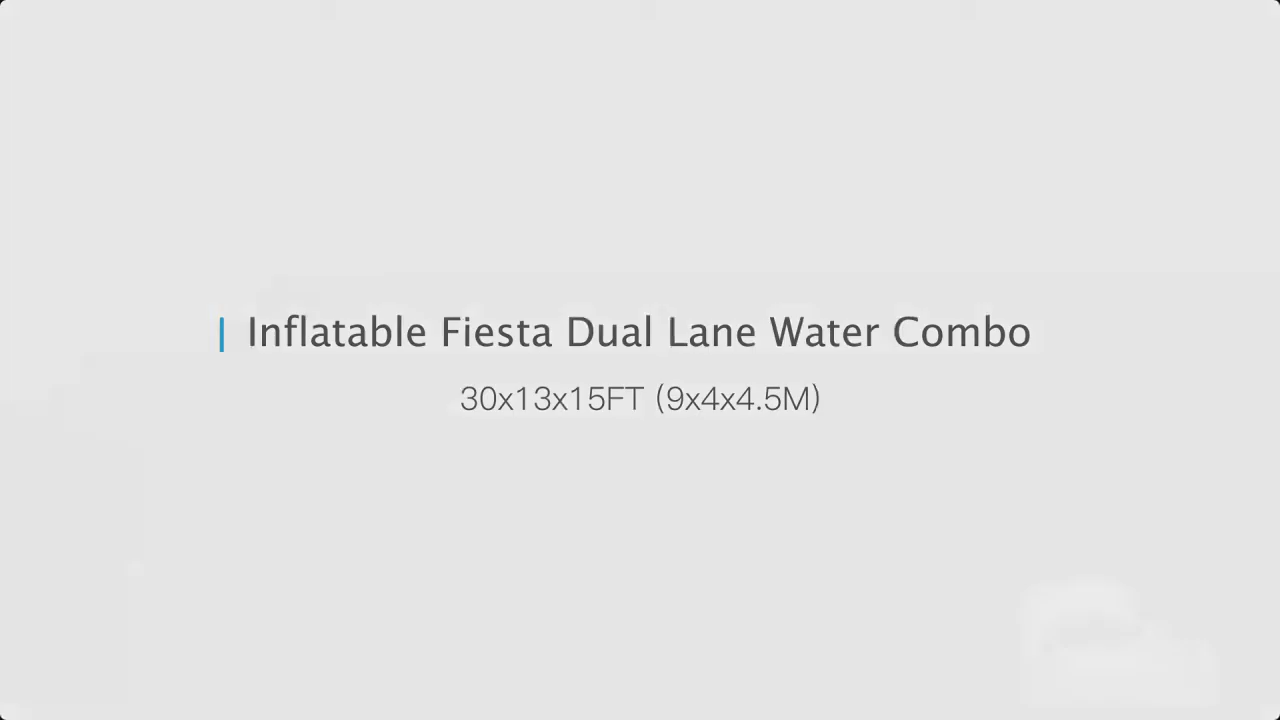 Inflatable Fiesta Dual Lane Water Combo
30x13x15FT (9x4x4.5M)